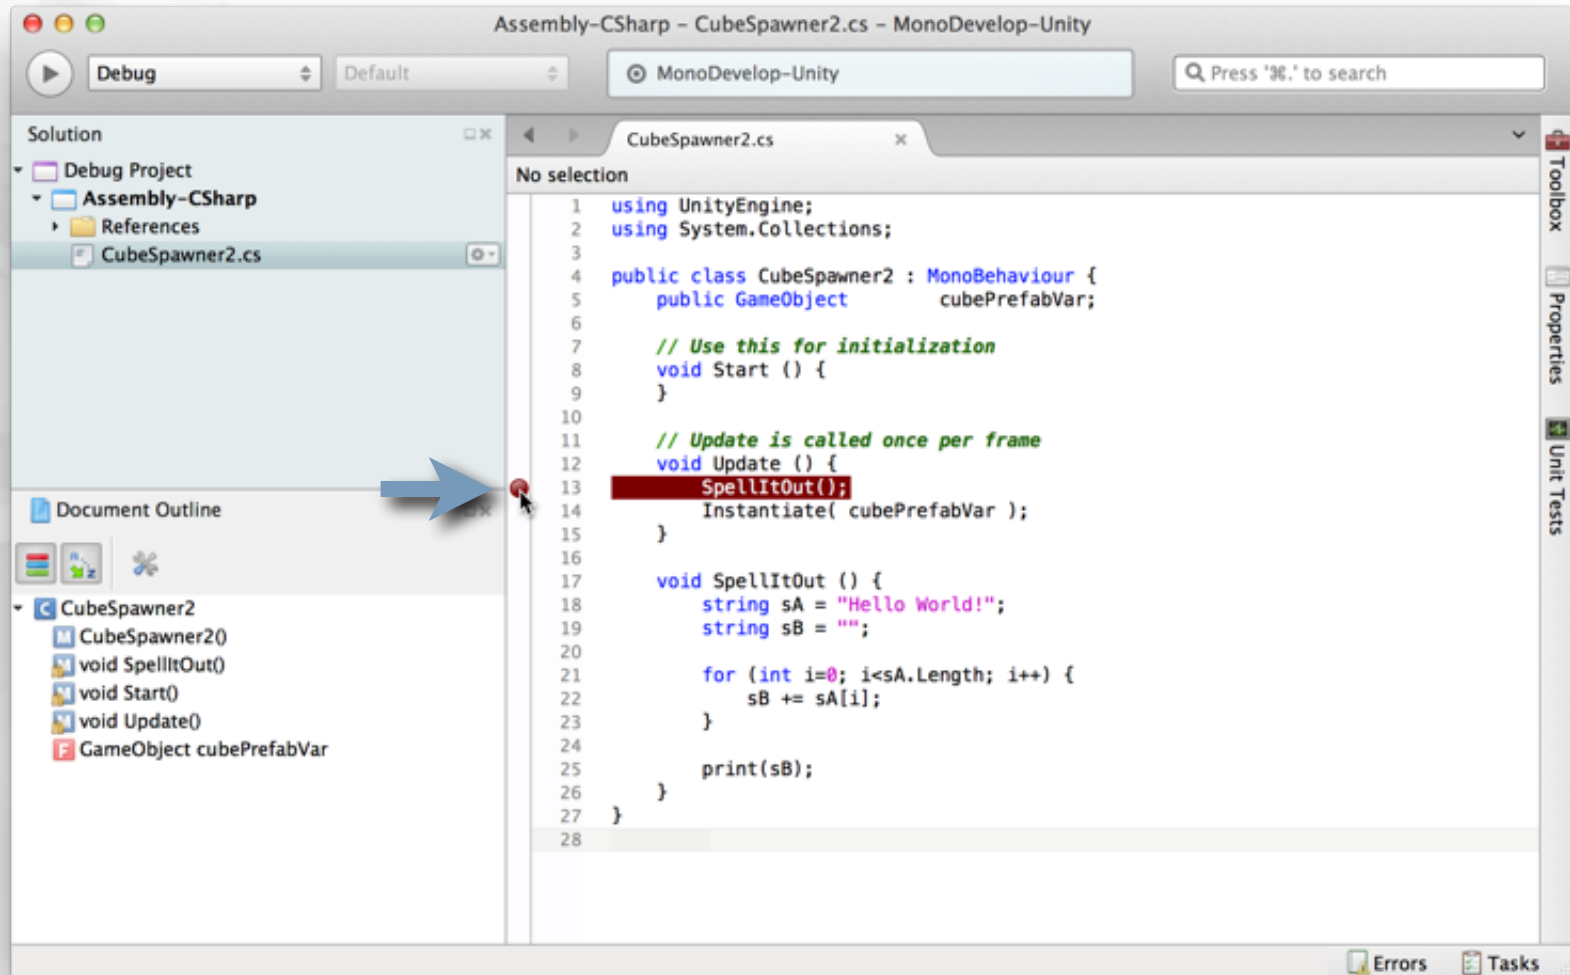 Assembly-CSharp – CubeSpawner2.cs – MonoDevelop-Unity
Debug
Default
MonoDevelop-Unity
Press '⌘.' to search
Solution
Debug Project
Assembly-CSharp
References
CubeSpawner2.cs
Document Outline
CubeSpawner2
CubeSpawner2()
void SpellItOut()
void Start()
void Update()
GameObject cubePrefabVar
CubeSpawner2.cs
No selection
1 using UnityEngine;
2 using System.Collections;
3
4 public class CubeSpawner2 : MonoBehaviour {
5     public GameObject        cubePrefabVar;
6
7     // Use this for initialization
8     void Start () {
9     }
10
11     // Update is called once per frame
12     void Update () {
13         SpellItOut();
14         Instantiate( cubePrefabVar );
15     }
16
17     void SpellItOut () {
18         string sA = "Hello World!";
19         string sB = "";
20
21         for (int i=0; i<sA.Length; i++) {
22             sB += sA[i];
23         }
24
25         print(sB);
26     }
27 }
28
Toolbox
Properties
Unit Tests
Errors
Tasks